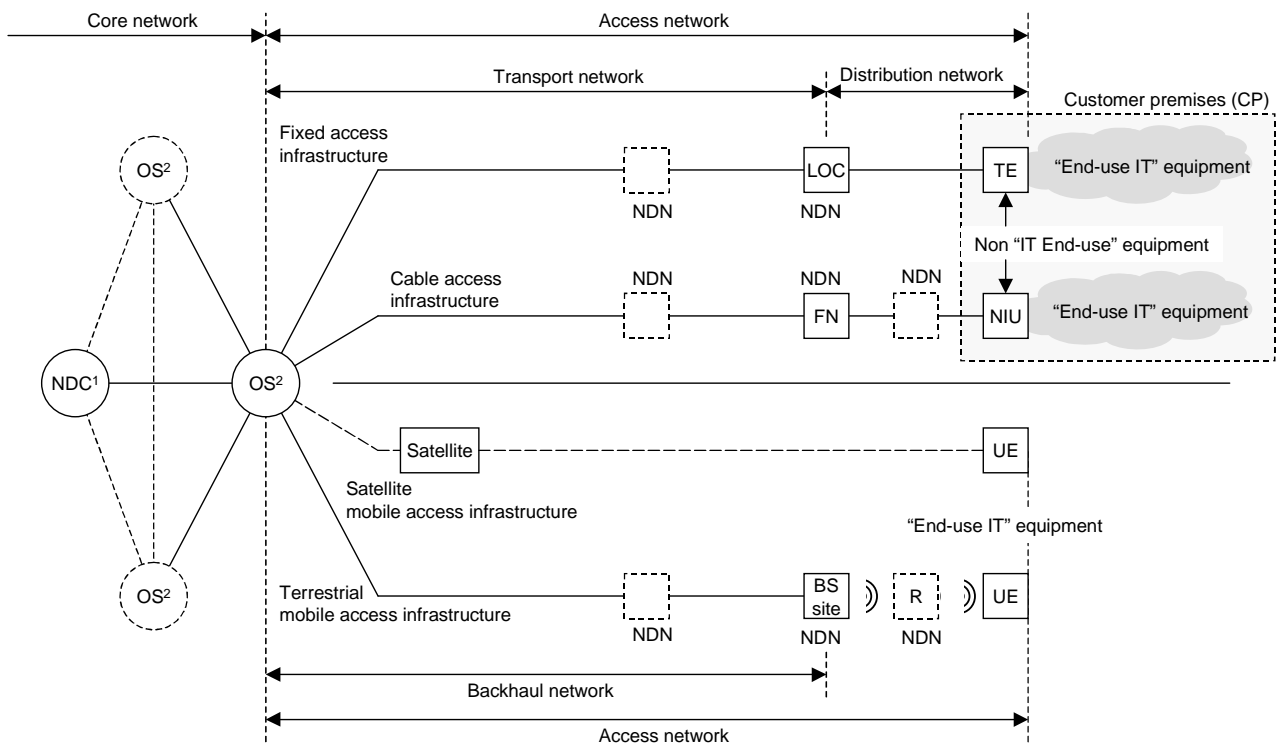 Core network
Access network
Transport network
Distribution network
Customer premises (CP)
Fixed access
infrastructure
OS²
LOC
TE
“End-use IT” equipment
NDN
NDN
Non “IT End-use” equipment
Cable access
infrastructure
NDN
NDN
NDN
FN
NIU
“End-use IT” equipment
NDC¹
OS²
Satellite
UE
Satellite
mobile access infrastructure
“End-use IT” equipment
OS²
Terrestrial
mobile access infrastructure
BS
site
R
UE
NDN
NDN
NDN
Backhaul network
Access network